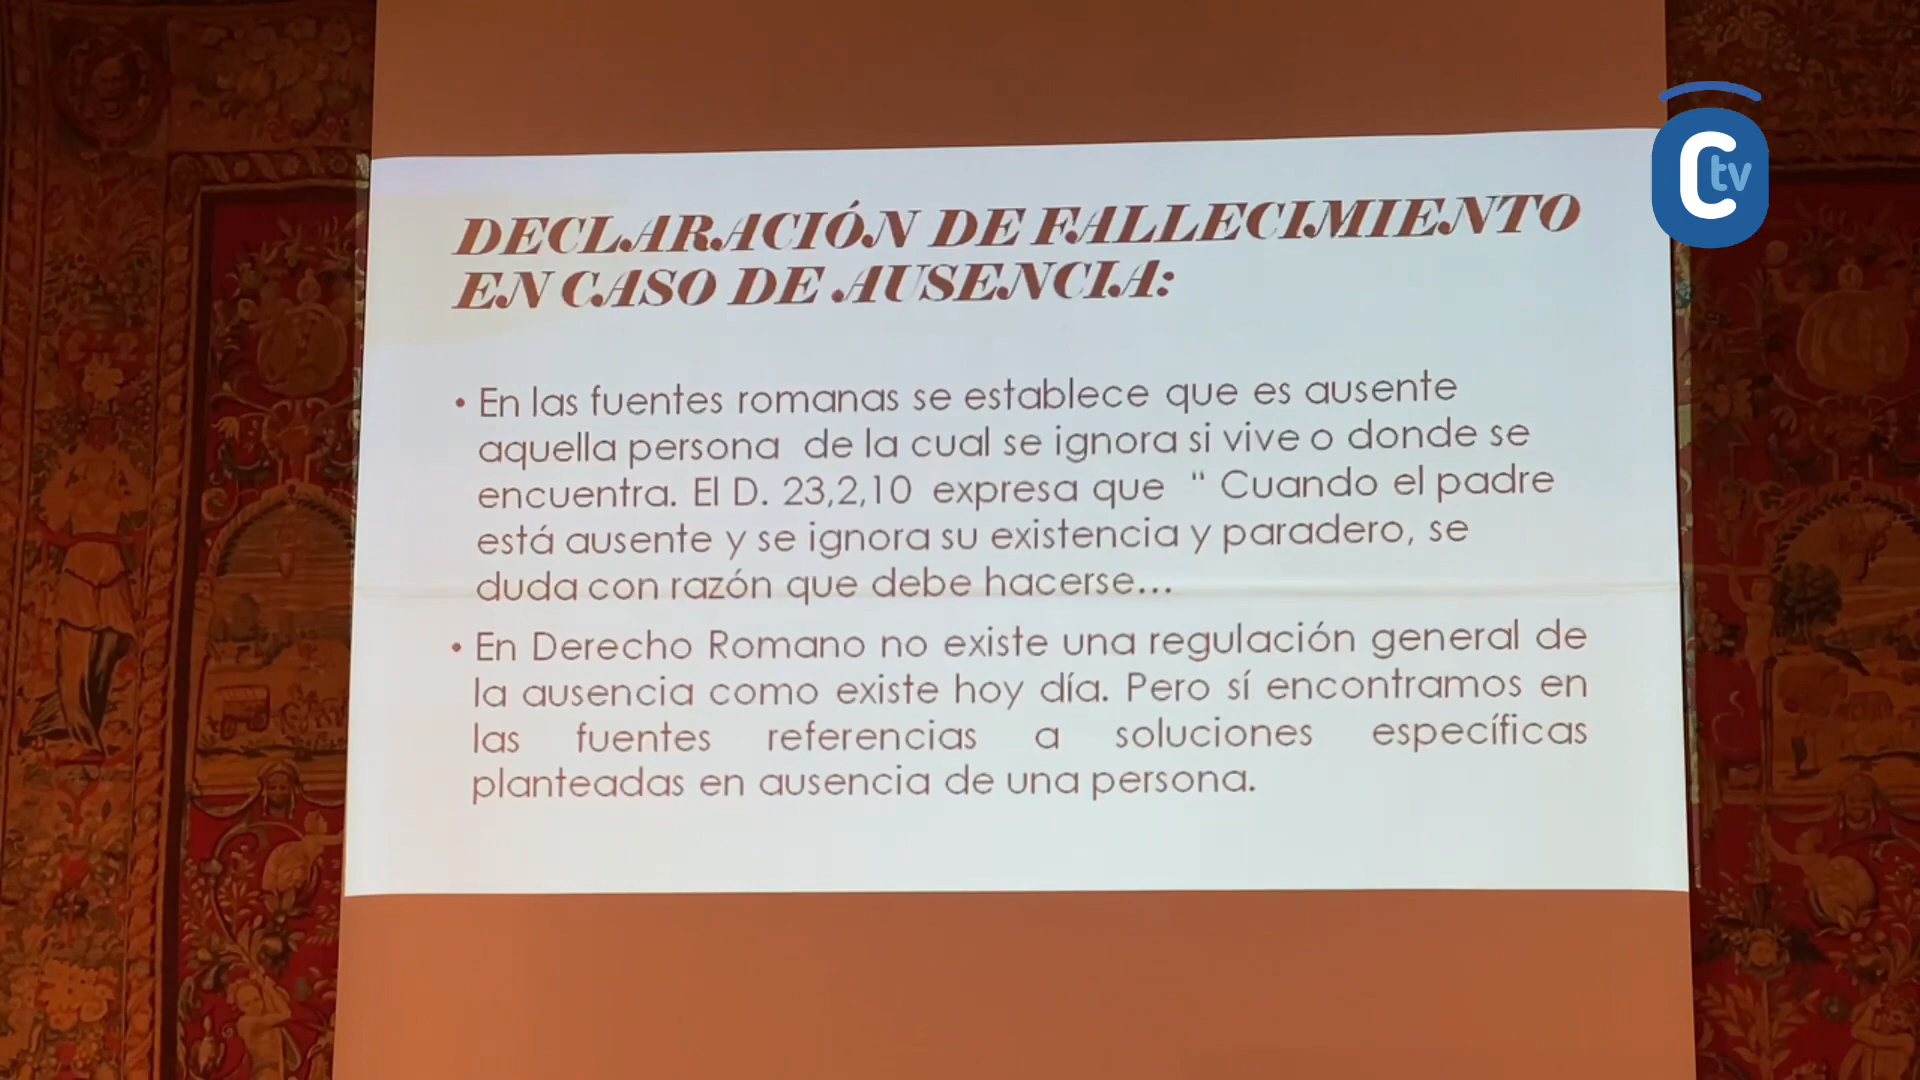 DECLARACIÓN DE FALLECIMIENTO
EN CASO DE AUSENCIA:
• En las fuentes romanas se establece que es ausente
aquella persona de la cual se ignora si vive o donde se
encuentra. El D. 23,2,10 expresa que “ Cuando el padre
está ausente y se ignora su existencia y paradero, se
duda con razón que debe hacerse...
• En Derecho Romano no existe una regulación general de
la ausencia como existe hoy día. Pero sí encontramos en
las fuentes referencias a soluciones específicas
planteadas en ausencia de una persona.
Ctv